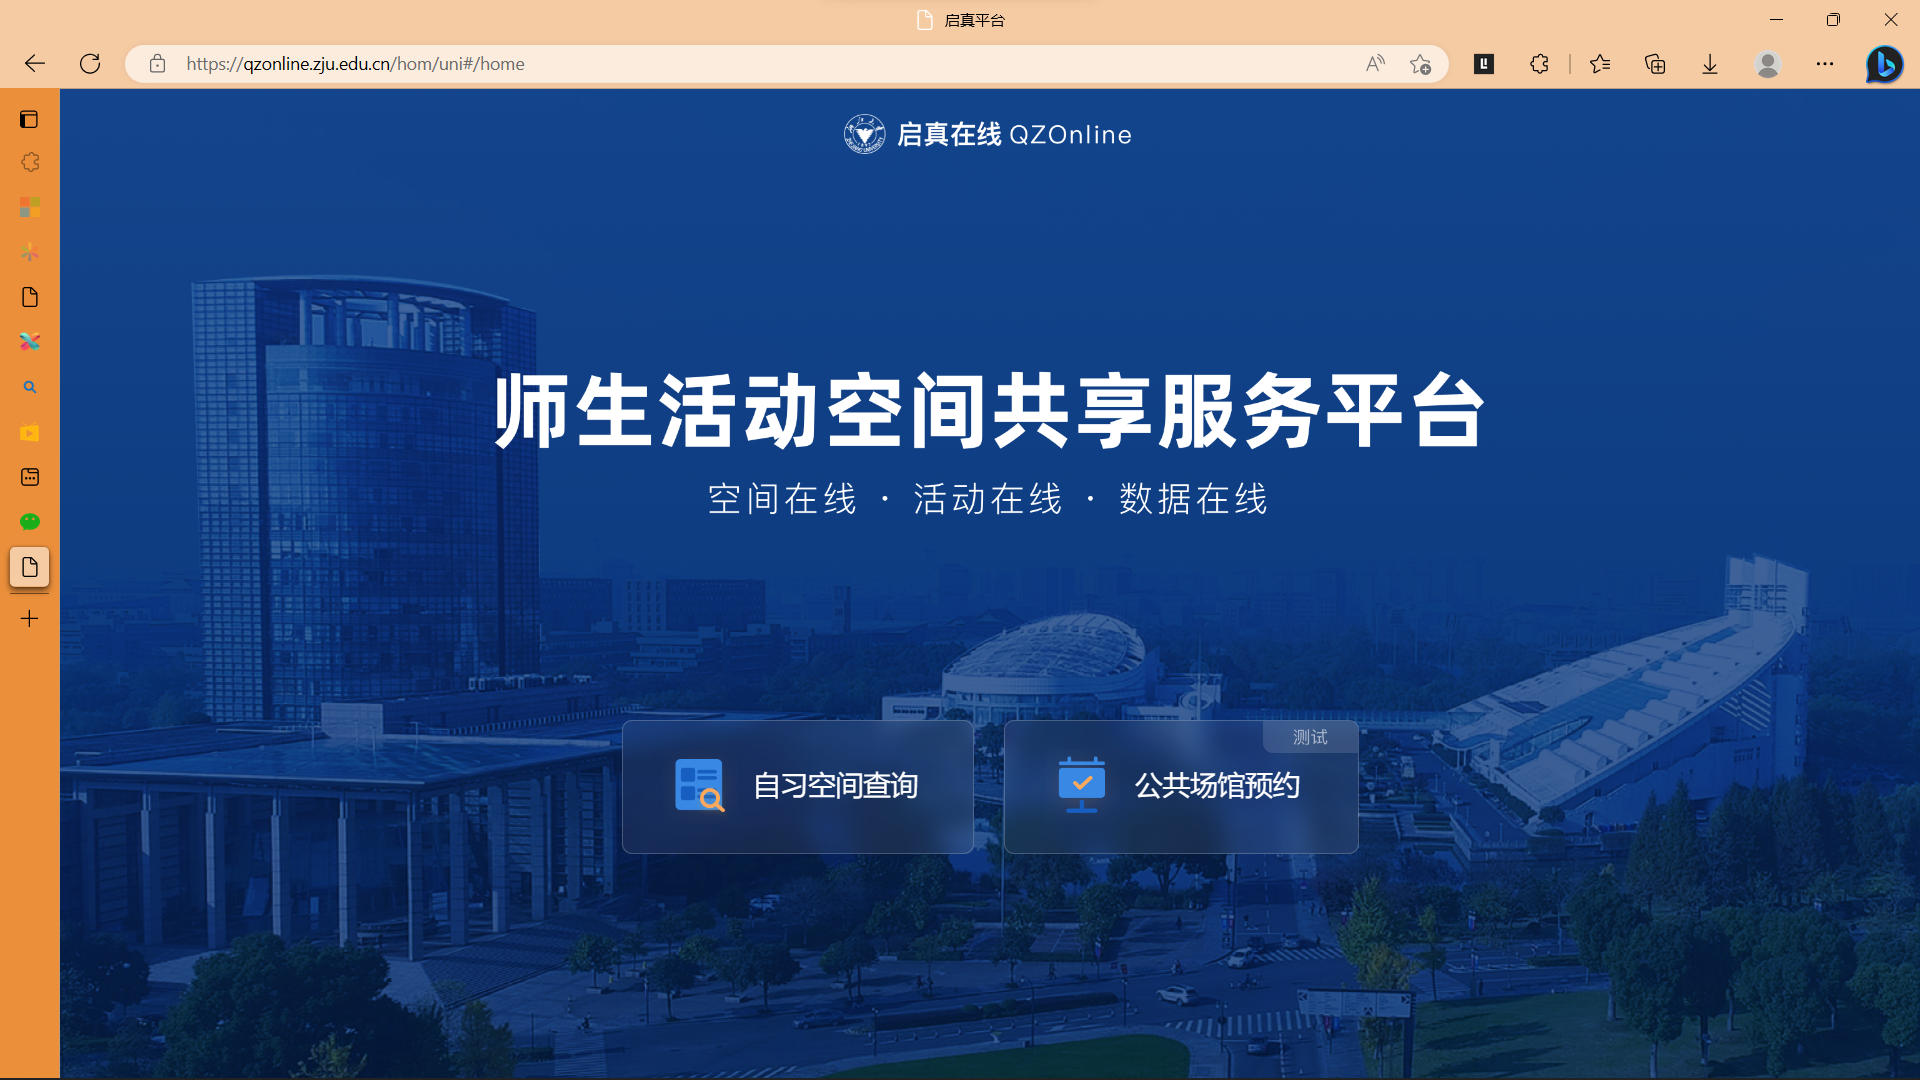 启真平台
https://qzonline.zju.edu.cn/hom/uni#/home
启真在线 QZOnline
师生活动空间共享服务平台
空间在线 · 活动在线 · 数据在线
自习空间查询
测试
公共场馆预约